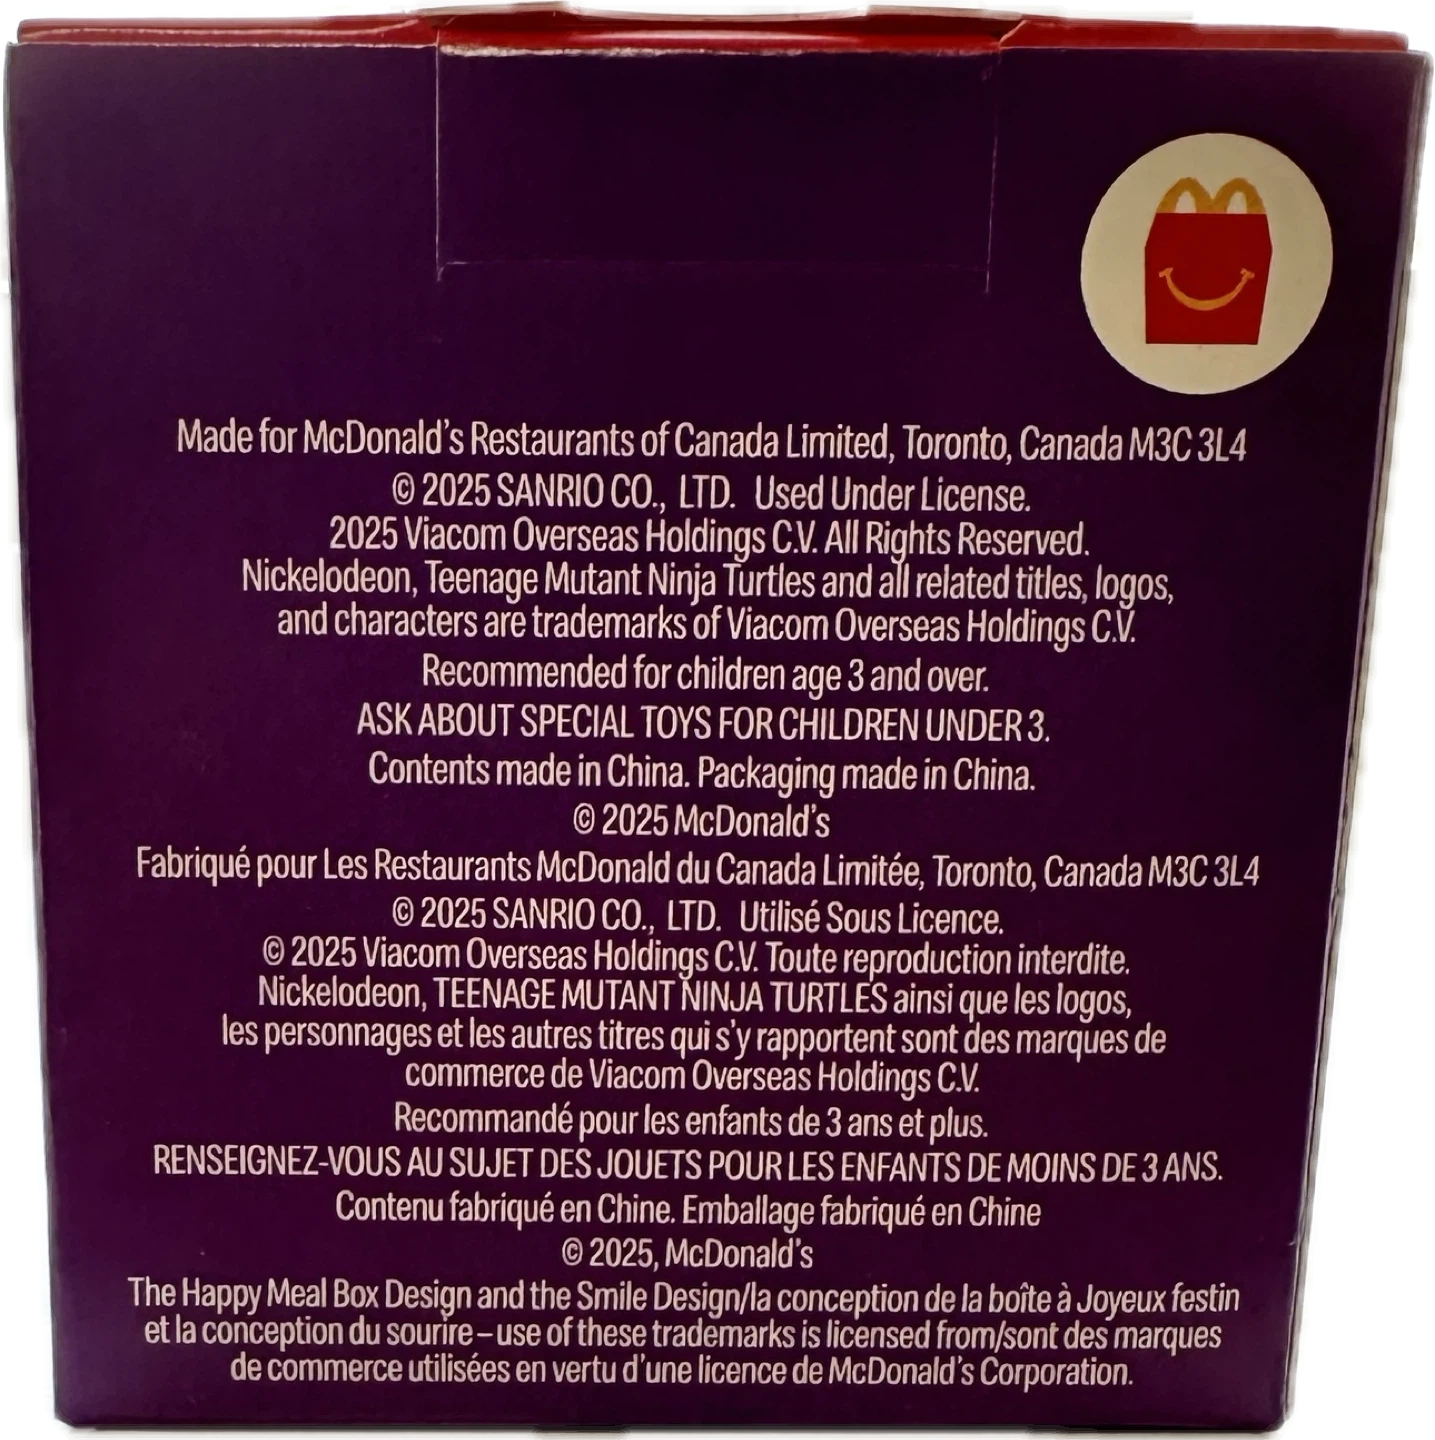 Made for McDonald's Restaurants of Canada Limited, Toronto, Canada M3C 3L4
© 2025 SANRIO CO., LTD. Used Under License.
2025 Viacom Overseas Holdings C.V. All Rights Reserved.
Nickelodeon, Teenage Mutant Ninja Turtles and all related titles, logos,
and characters are trademarks of Viacom Overseas Holdings C.V.
Recommended for children age 3 and over.
ASK ABOUT SPECIAL TOYS FOR CHILDREN UNDER 3.
Contents made in China. Packaging made in China.
© 2025 McDonald's
Fabriqué pour Les Restaurants McDonald du Canada Limitée, Toronto, Canada M3C 3L4
© 2025 SANRIO CO., LTD. Utilisé Sous Licence.
© 2025 Viacom Overseas Holdings C.V. Toute reproduction interdite.
Nickelodeon, TEENAGE MUTANT NINJA TURTLES ainsi que les logos,
les personnages et les autres titres qui s'y rapportent sont des marques de
commerce de Viacom Overseas Holdings C.V.
Recommandé pour les enfants de 3 ans et plus.
RENSEIGNEZ-VOUS AU SUJET DES JOUETS POUR LES ENFANTS DE MOINS DE 3 ANS.
Contenu fabriqué en Chine. Emballage fabriqué en Chine
© 2025, McDonald's
The Happy Meal Box Design and the Smile Design/la conception de la boîte à Joyeux festin
et la conception du sourire – use of these trademarks is licensed from/sont des marques
de commerce utilisées en vertu d'une licence de McDonald's Corporation.